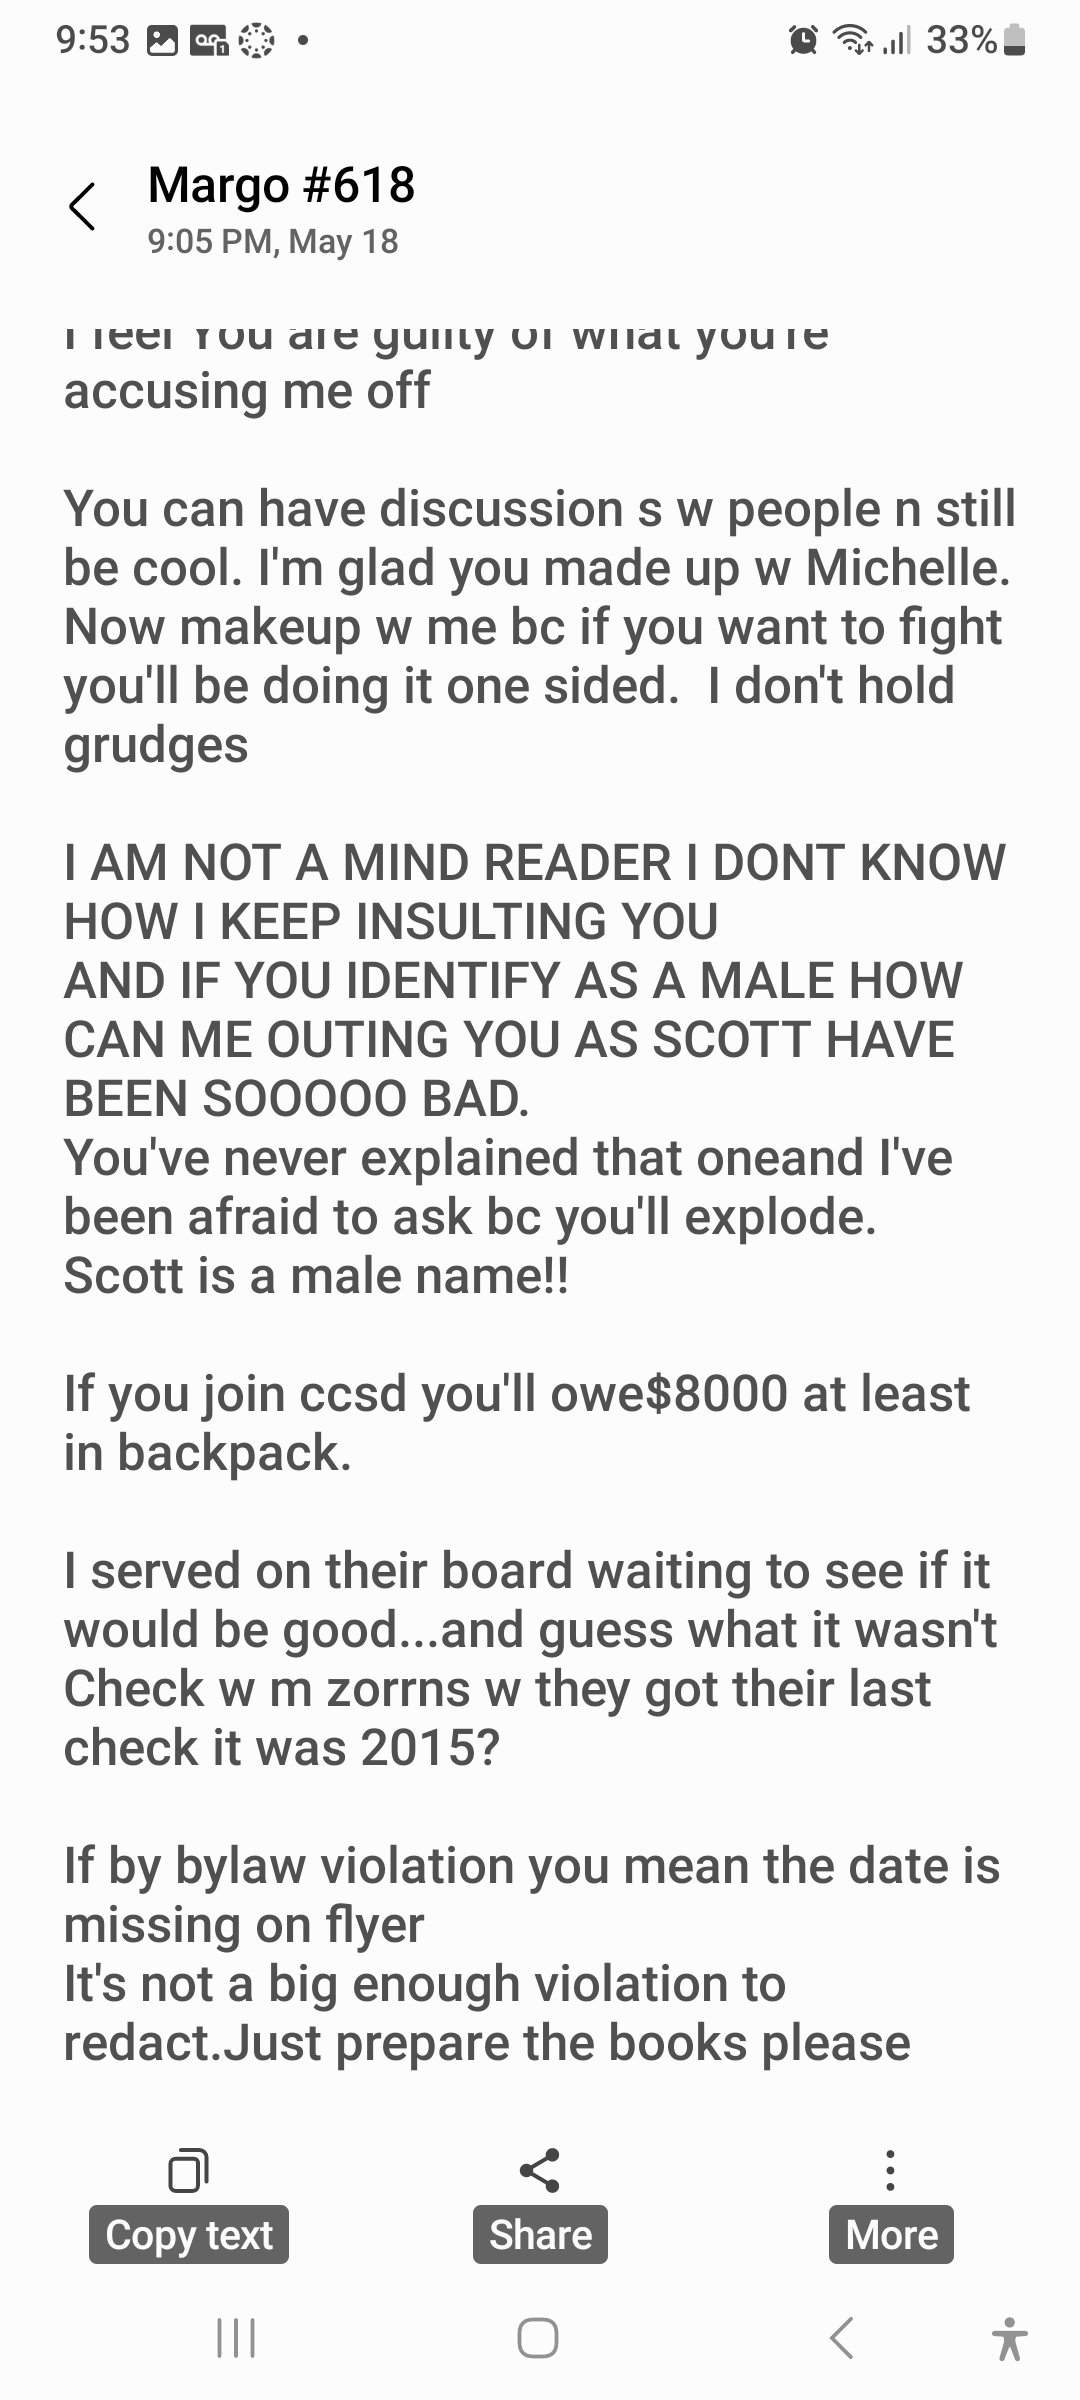 9:53
33%
Margo #618
9:05 PM, May 18
I feel You are guilty of what you're
accusing me off
You can have discussion s w people n still
be cool. I'm glad you made up w Michelle.
Now makeup w me bc if you want to fight
you'll be doing it one sided.  I don't hold
grudges
I AM NOT A MIND READER I DONT KNOW
HOW I KEEP INSULTING YOU
AND IF YOU IDENTIFY AS A MALE HOW
CAN ME OUTING YOU AS SCOTT HAVE
BEEN SOOOOO BAD.
You've never explained that oneand I've
been afraid to ask bc you'll explode.
Scott is a male name!!
If you join ccsd you'll owe$8000 at least
in backpack.
I served on their board waiting to see if it
would be good...and guess what it wasn't
Check w m zorrns w they got their last
check it was 2015?
If by bylaw violation you mean the date is
missing on flyer
It's not a big enough violation to
redact.Just prepare the books please
Copy text
Share
More